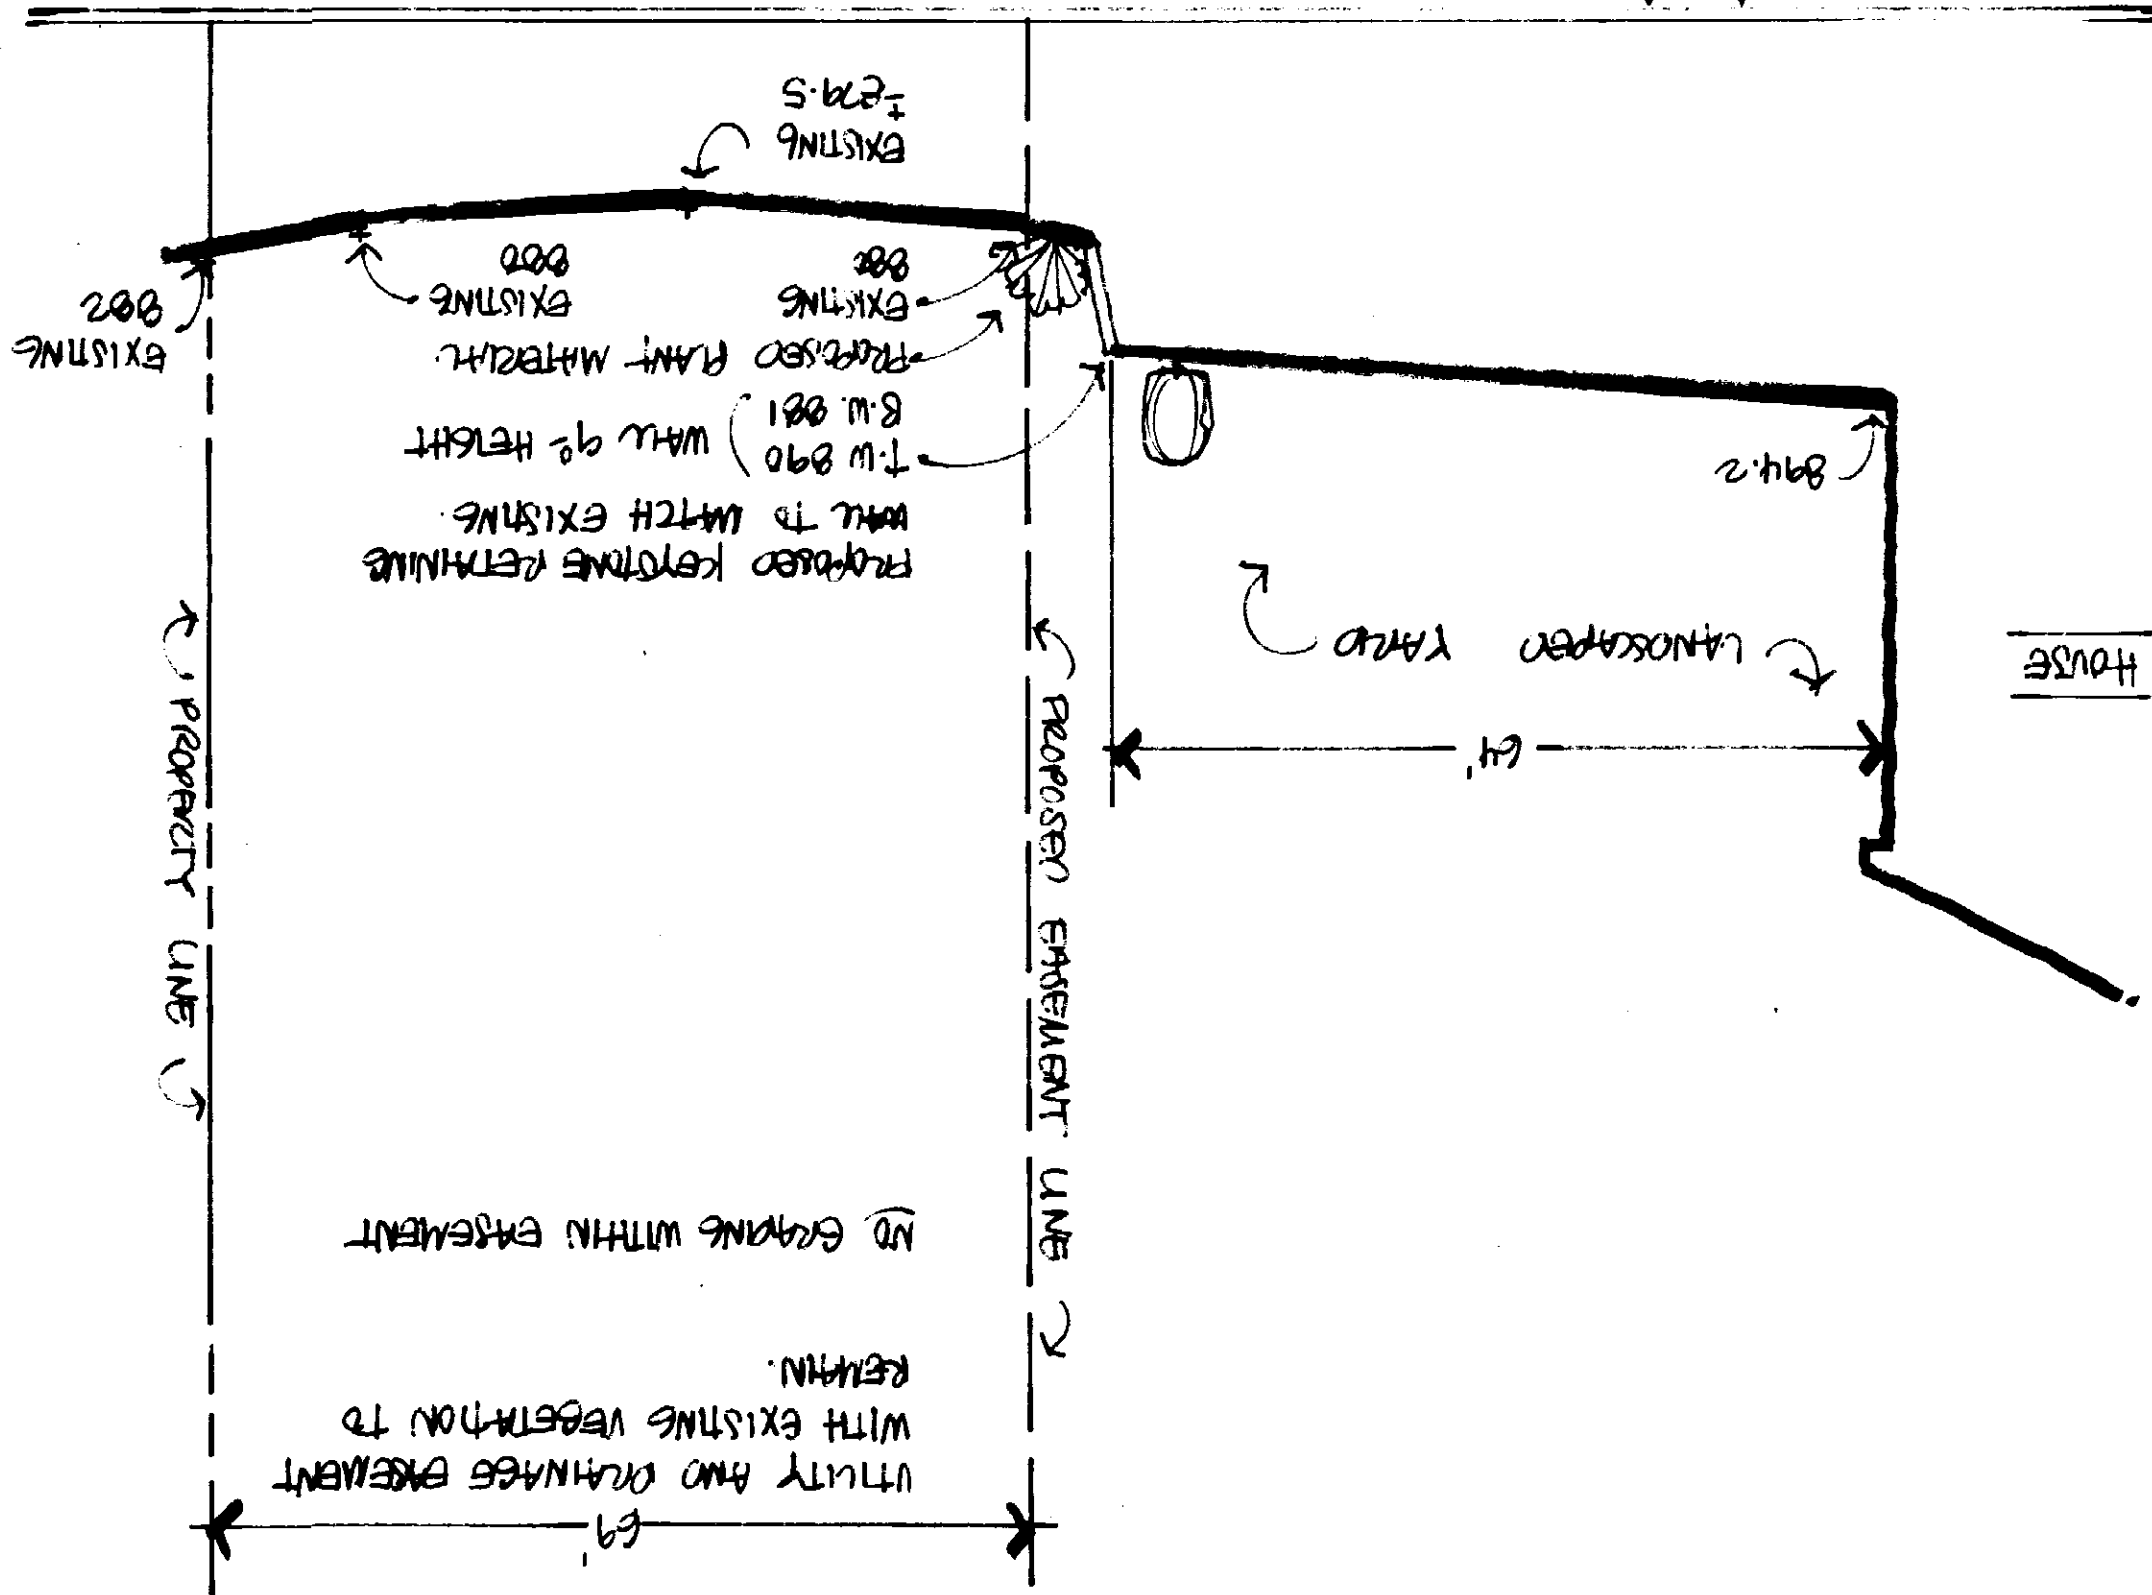 69'
UTILITY AND DRAINAGE EASEMENT
WITH EXISTING VEGETATION TO
REMAIN.
NO GRADING WITHIN EASEMENT
PROPOSED EASEMENT LINE
PROPERTY LINE
64'
HOUSE
LANDSCAPED YARD
PROPOSED KEYSTONE RETAINING
WALL TO MATCH EXISTING.
894.2
T.W 890
B.W. 881
WALL 9⁰ HEIGHT
PROPOSED PLANT MATERIAL
EXISTING
EXISTING
880
EXISTING
882
EXISTING
±879.5